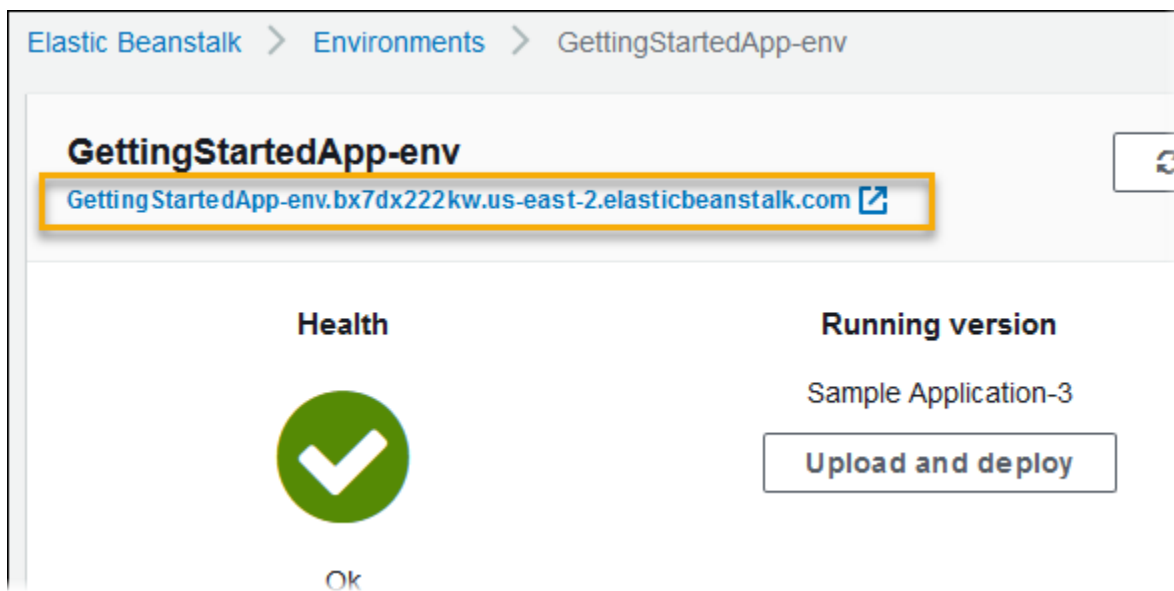 Elastic Beanstalk > Environments > GettingStartedApp-env
GettingStartedApp-env
GettingStartedApp-env.bx7dx222kw.us-east-2.elasticbeanstalk.com
Health
Running version
Sample Application-3
Upload and deploy
Ok